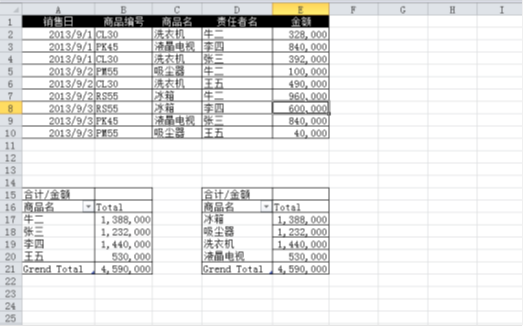 A B C D E F G H I
1 销售日 商品编号 商品名 责任者名 金额
2 2013/9/1 CL30 洗衣机 牛二 328,000
3 2013/9/1 PK45 液晶电视 李四 840,000
4 2013/9/1 CL30 洗衣机 张三 392,000
5 2013/9/2 PM55 吸尘器 牛二 100,000
6 2013/9/2 CL30 洗衣机 王五 490,000
7 2013/9/2 RS55 冰箱 牛二 960,000
8 2013/9/3 RS55 冰箱 李四 600,000
9 2013/9/3 PK45 液晶电视 张三 840,000
10 2013/9/3 PM55 吸尘器 王五 40,000
11
12
13
14
15 合计/金額 合计/金額
16 商品名 Total 商品名 Total
17 牛二 1,388,000 冰箱 1,388,000
18 张三 1,232,000 吸尘器 1,232,000
19 李四 1,440,000 洗衣机 1,440,000
20 王五 530,000 液晶电视 530,000
21 Grend Total 4,590,000 Grend Total 4,590,000
22
23
24
25